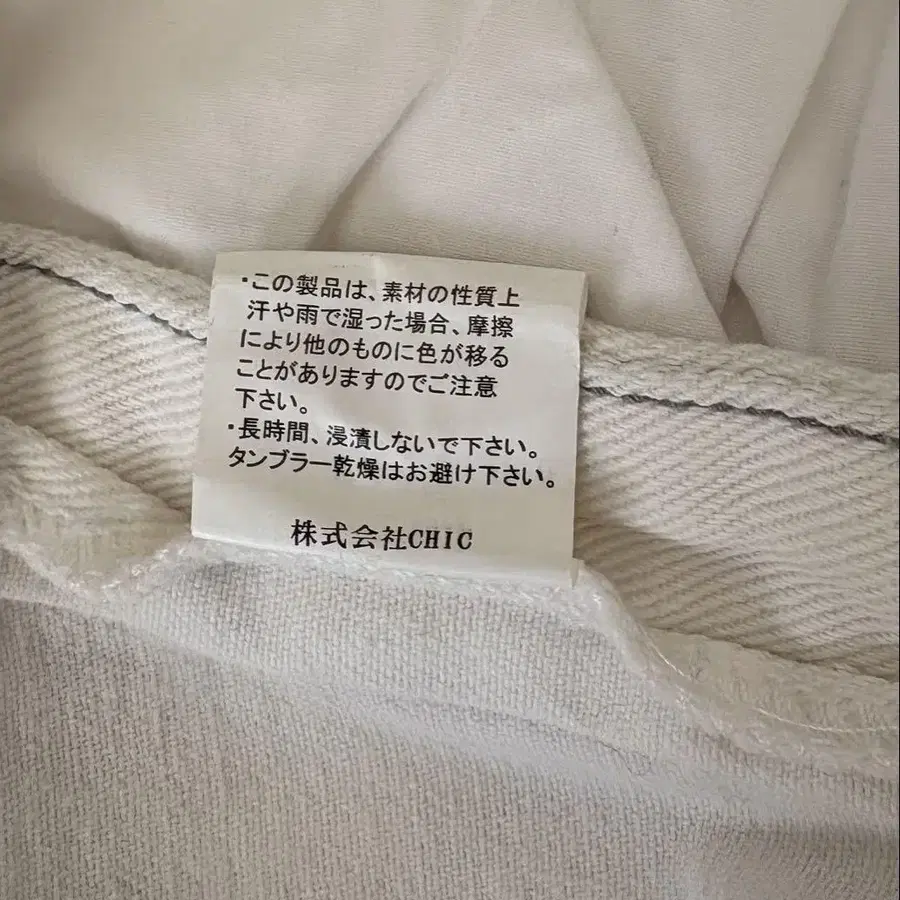 ・この製品は、素材の性質上
汗や雨で湿った場合、摩擦
により他のものに色が移る
ことがありますのでご注意
下さい。
・長時間、浸漬しないで下さい。
タンブラー乾燥はお避け下さい。
株式会社CHIC